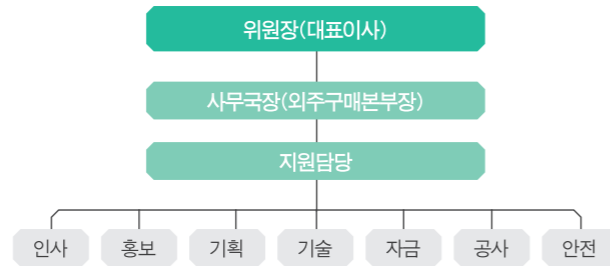 위원장(대표이사)
사무국장(외주구매본부장)
지원담당
인사 홍보 기획 기술 자금 공사 안전